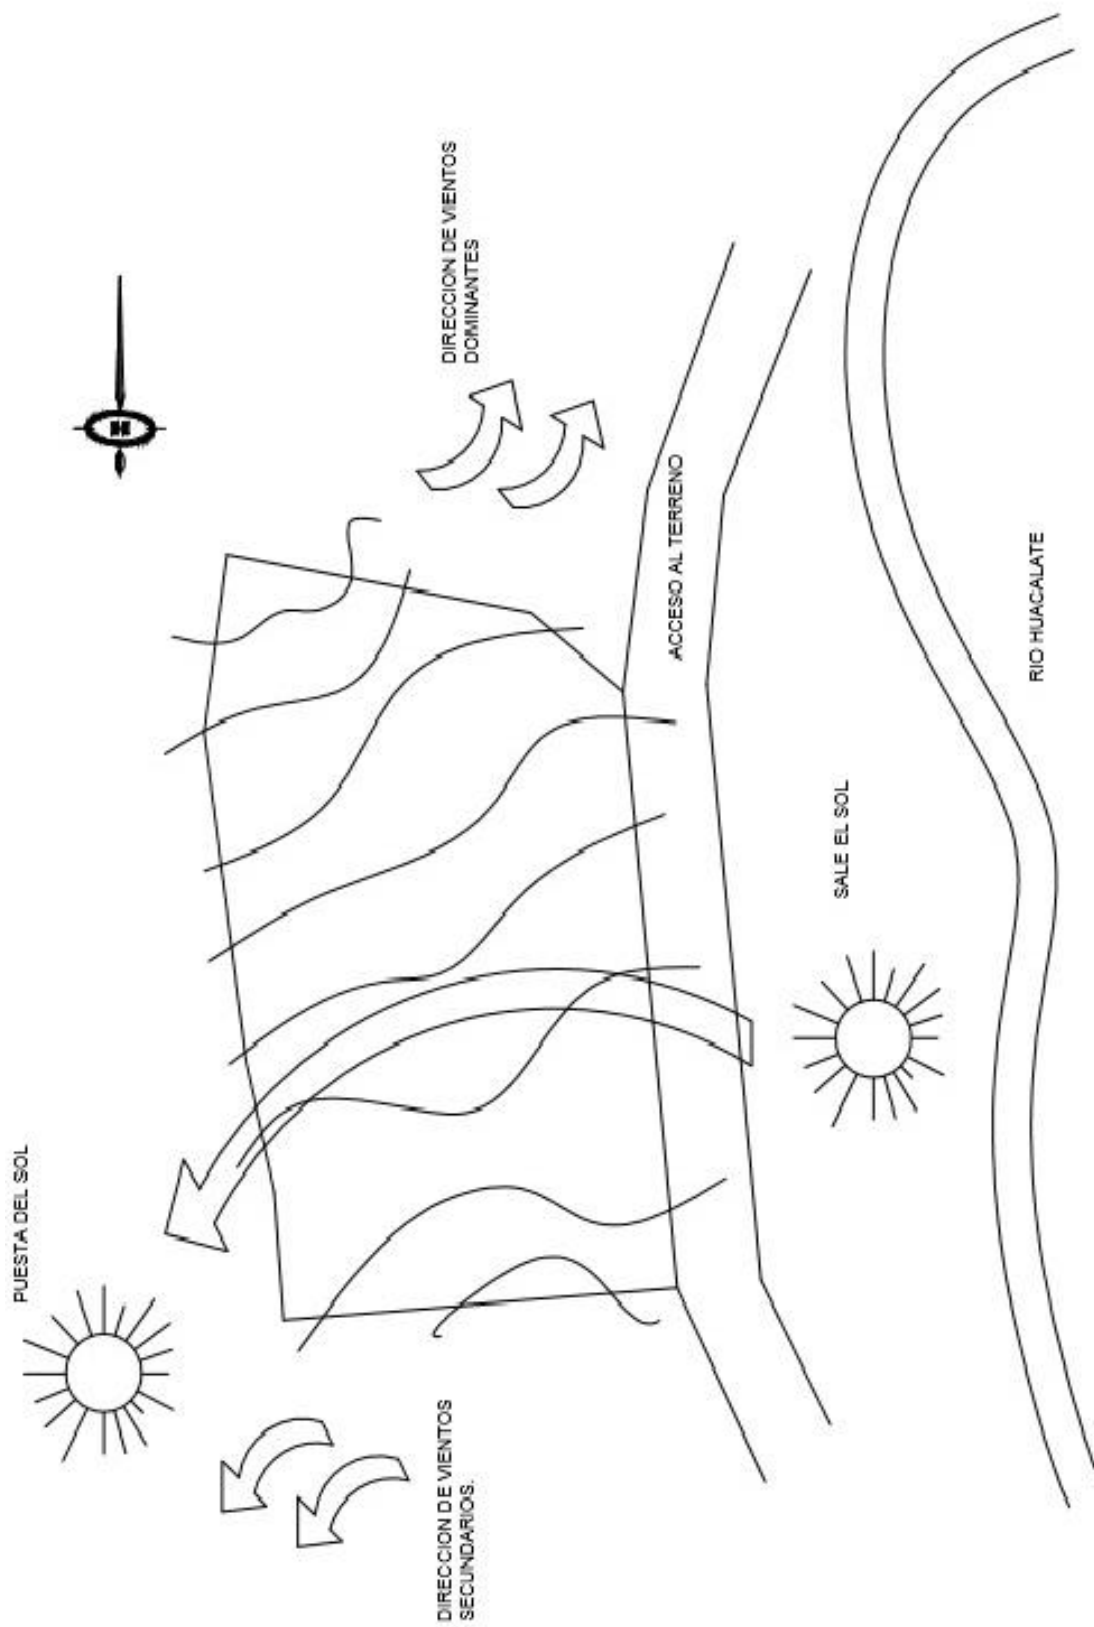 PUESTA DEL SOL
DIRECCION DE VIENTOS
SECUNDARIOS.
DIRECCION DE VIENTOS
DOMINANTES
ACCESO AL TERRENO
SALE EL SOL
RIO HUACALATE